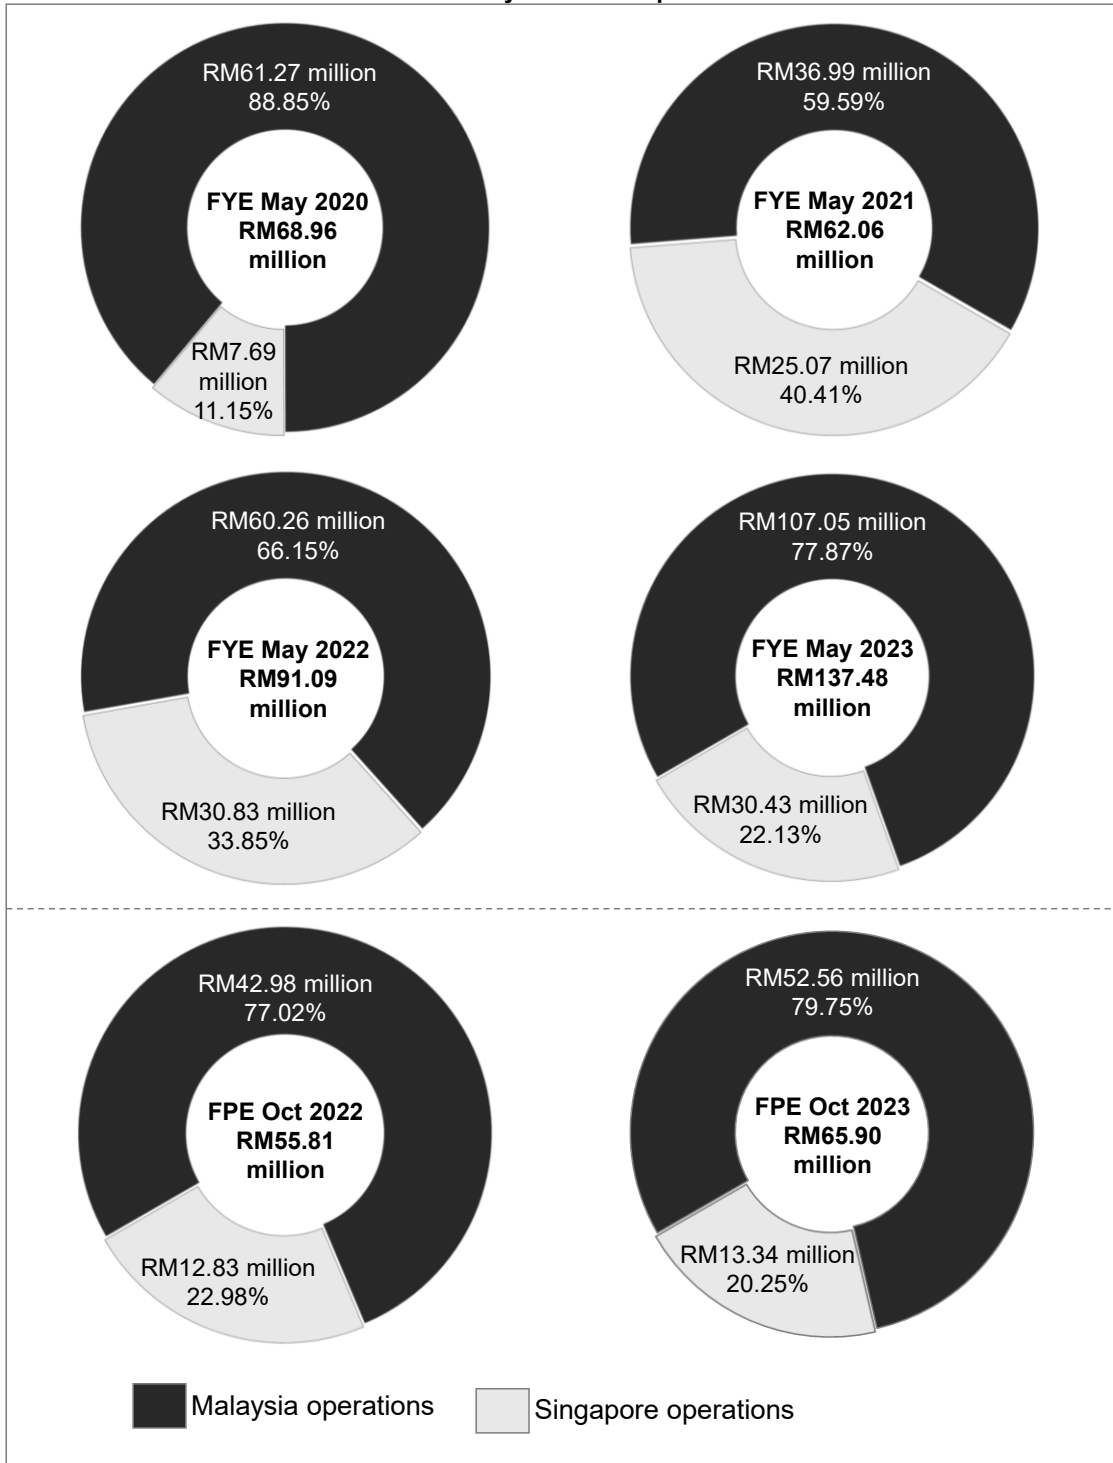 RM61.27 million
88.85%
FYE May 2020
RM68.96
million
RM7.69
million
11.15%
RM36.99 million
59.59%
FYE May 2021
RM62.06
million
RM25.07 million
40.41%
RM60.26 million
66.15%
FYE May 2022
RM91.09
million
RM30.83 million
33.85%
RM107.05 million
77.87%
FYE May 2023
RM137.48
million
RM30.43 million
22.13%
RM42.98 million
77.02%
FPE Oct 2022
RM55.81
million
RM12.83 million
22.98%
RM52.56 million
79.75%
FPE Oct 2023
RM65.90
million
RM13.34 million
20.25%
Malaysia operations
Singapore operations